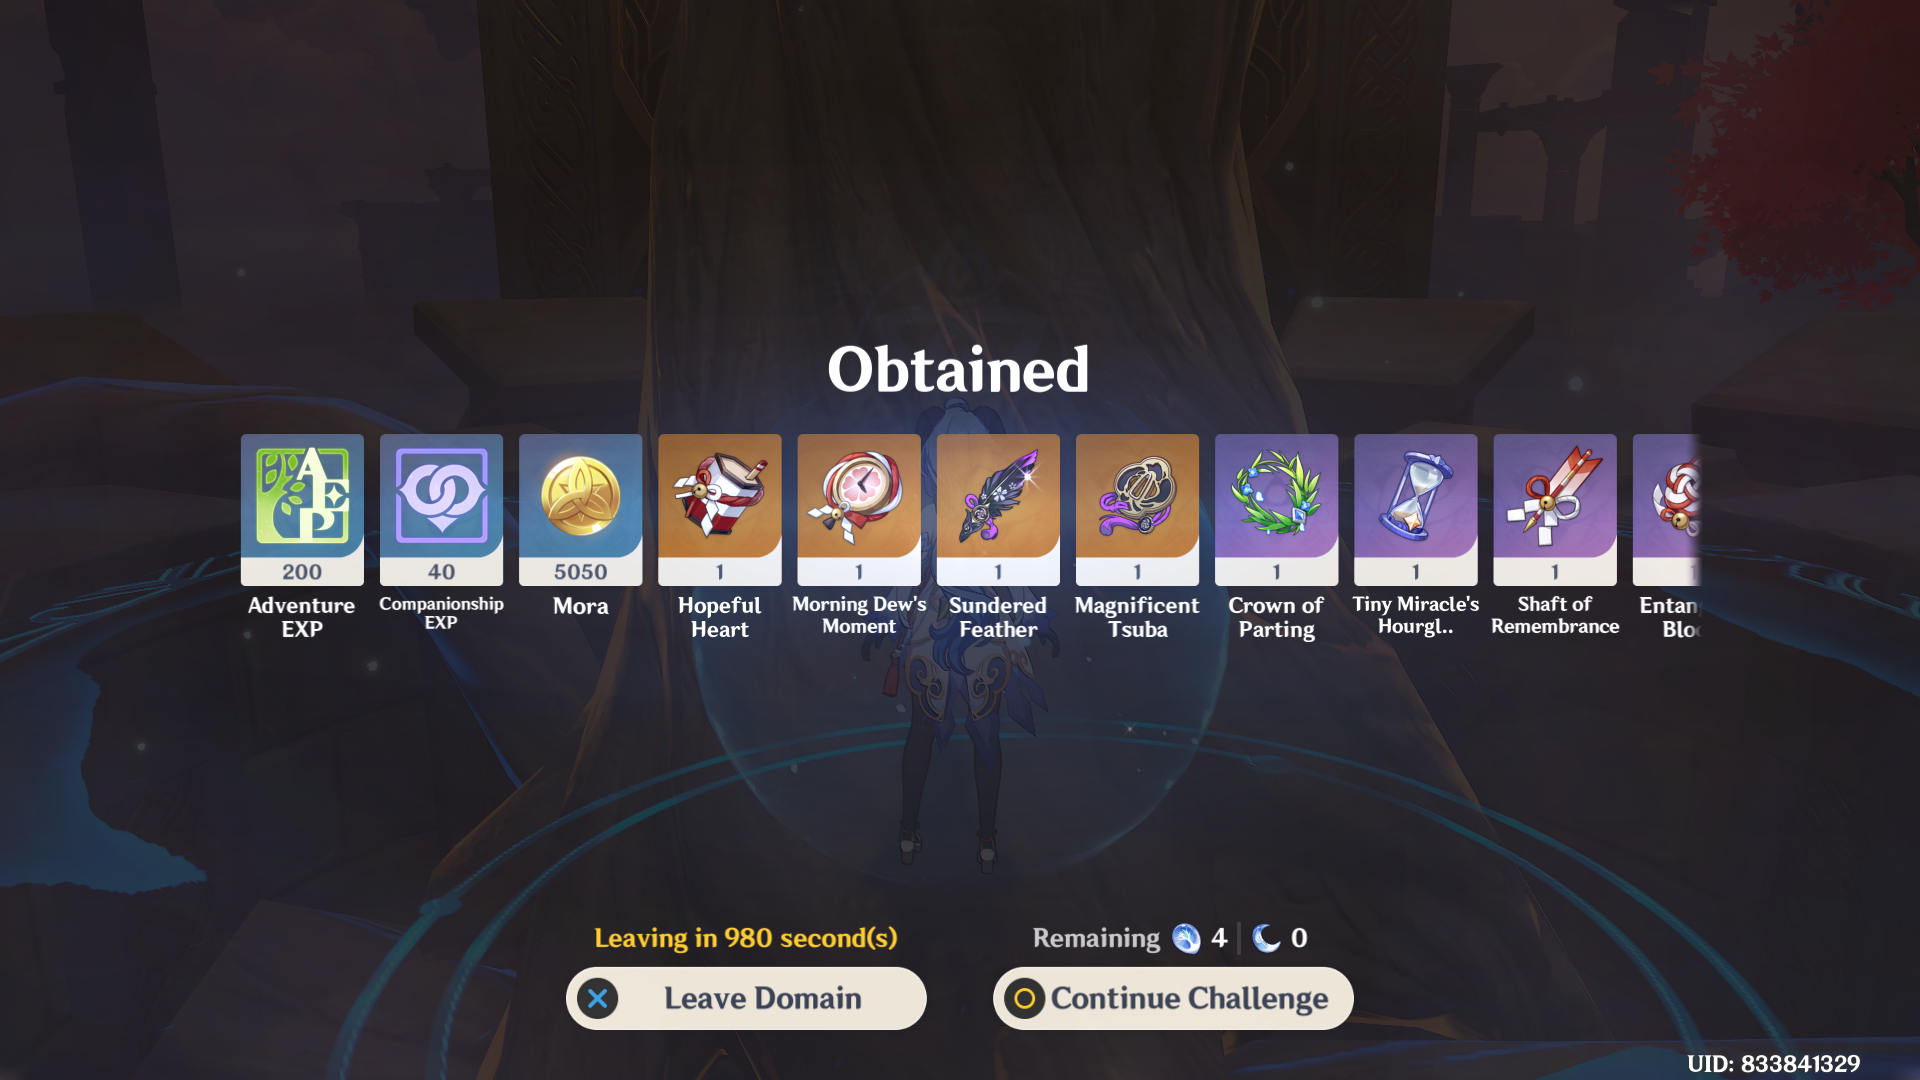 Obtained
200
40
5050
1
1
1
1
1
1
1
Adventure EXP
Companionship EXP
Mora
Hopeful Heart
Morning Dew's Moment
Sundered Feather
Magnificent Tsuba
Crown of Parting
Tiny Miracle's Hourgl..
Shaft of Remembrance
Leaving in 980 second(s)
Remaining 4 | 0
Leave Domain
Continue Challenge
UID: 833841329